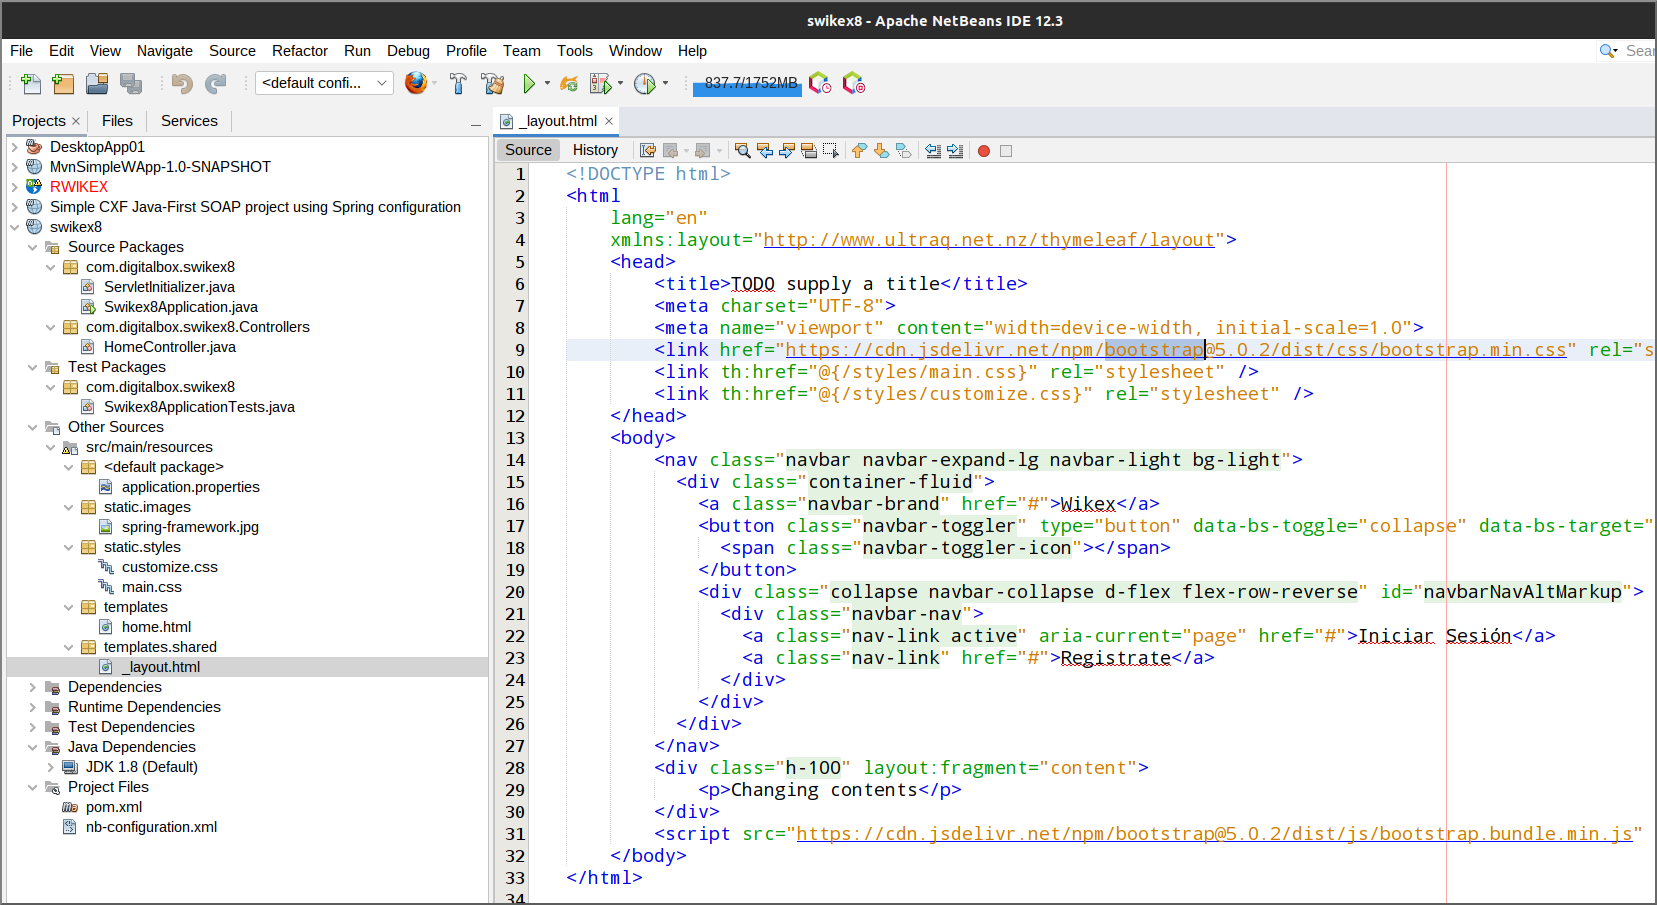 swikex8 - Apache NetBeans IDE 12.3
File Edit View Navigate Source Refactor Run Debug Profile Team Tools Window Help
<default confi... 837.7/1752MB
Projects Files Services
_layout.html
DesktopApp01
MvnSimpleWApp-1.0-SNAPSHOT
RWIKEX
Simple CXF Java-First SOAP project using Spring configuration
swikex8
Source Packages
com.digitalbox.swikex8
ServletInitializer.java
Swikex8Application.java
com.digitalbox.swikex8.Controllers
HomeController.java
Test Packages
com.digitalbox.swikex8
Swikex8ApplicationTests.java
Other Sources
src/main/resources
<default package>
application.properties
static.images
spring-framework.jpg
static.styles
customize.css
main.css
templates
home.html
templates.shared
_layout.html
Dependencies
Runtime Dependencies
Test Dependencies
Java Dependencies
JDK 1.8 (Default)
Project Files
pom.xml
nb-configuration.xml
Source History
1 <!DOCTYPE html>
2 <html
3 lang="en"
4 xmlns:layout="http://www.ultraq.net.nz/thymeleaf/layout">
5 <head>
6 <title>TODO supply a title</title>
7 <meta charset="UTF-8">
8 <meta name="viewport" content="width=device-width, initial-scale=1.0">
9 <link href="https://cdn.jsdelivr.net/npm/bootstrap@5.0.2/dist/css/bootstrap.min.css" rel="s
10 <link th:href="@{/styles/main.css}" rel="stylesheet" />
11 <link th:href="@{/styles/customize.css}" rel="stylesheet" />
12 </head>
13 <body>
14 <nav class="navbar navbar-expand-lg navbar-light bg-light">
15 <div class="container-fluid">
16 <a class="navbar-brand" href="#">Wikex</a>
17 <button class="navbar-toggler" type="button" data-bs-toggle="collapse" data-bs-target="
18 <span class="navbar-toggler-icon"></span>
19 </button>
20 <div class="collapse navbar-collapse d-flex flex-row-reverse" id="navbarNavAltMarkup">
21 <div class="navbar-nav">
22 <a class="nav-link active" aria-current="page" href="#">Iniciar Sesión</a>
23 <a class="nav-link" href="#">Registrate</a>
24 </div>
25 </div>
26 </div>
27 </nav>
28 <div class="h-100" layout:fragment="content">
29 <p>Changing contents</p>
30 </div>
31 <script src="https://cdn.jsdelivr.net/npm/bootstrap@5.0.2/dist/js/bootstrap.bundle.min.js"
32 </body>
33 </html>
34